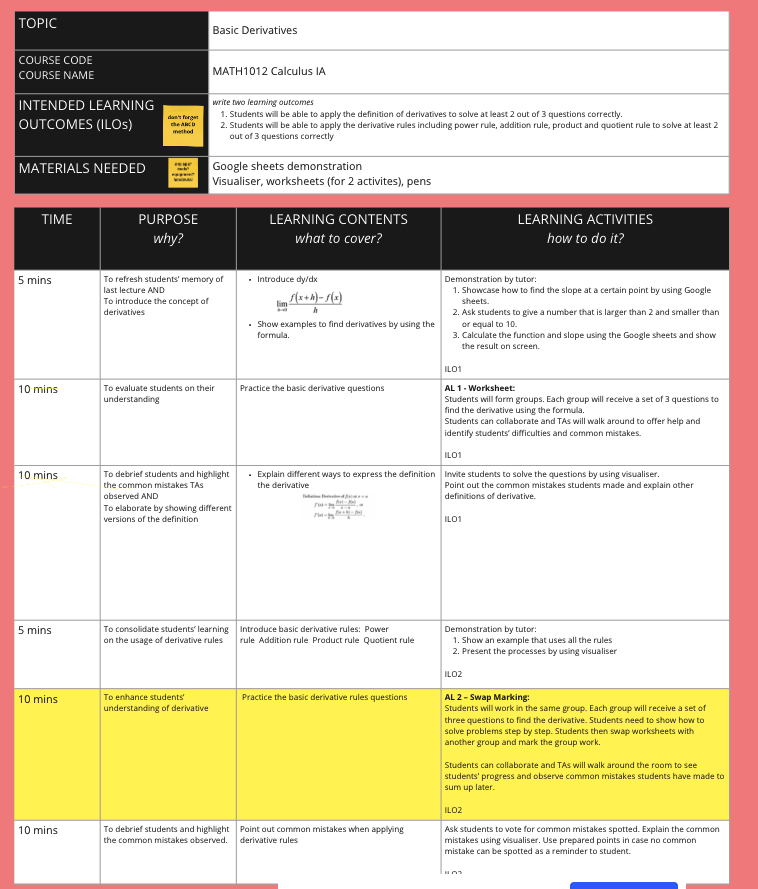 TOPIC
Basic Derivatives
COURSE CODE
COURSE NAME
MATH1012 Calculus IA
INTENDED LEARNING
OUTCOMES (ILOs)
don't forget
the ABCD
method
write two learning outcomes
1. Students will be able to apply the definition of derivatives to solve at least 2 out of 3 questions correctly.
2. Students will be able to apply the derivative rules including power rule, addition rule, product and quotient rule to solve at least 2
out of 3 questions correctly
MATERIALS NEEDED
Google sheets demonstration
Visualiser, worksheets (for 2 activites), pens
TIME
PURPOSE
why?
LEARNING CONTENTS
what to cover?
LEARNING ACTIVITIES
how to do it?
5 mins
To refresh students' memory of
last lecture AND
To introduce the concept of
derivatives
• Introduce dy/dx
lim h→0 f(x+h)−f(x) / h
• Show examples to find derivatives by using the
formula.
Demonstration by tutor:
1. Showcase how to find the slope at a certain point by using Google
sheets.
2. Ask students to give a number that is larger than 2 and smaller than
or equal to 10.
3. Calculate the function and slope using the Google sheets and show
the result on screen.
ILO1
10 mins
To evaluate students on their
understanding
Practice the basic derivative questions
AL 1 - Worksheet:
Students will form groups. Each group will receive a set of 3 questions to
find the derivative using the formula.
Students can collaborate and TAs will walk around to offer help and
identify students' difficulties and common mistakes.
ILO1
10 mins
To debrief students and highlight
the common mistakes TAs
observed AND
To elaborate by showing different
versions of the definition
• Explain different ways to express the definition
the derivative
Invite students to solve the questions by using visualiser.
Point out the common mistakes students made and explain other
definitions of derivative.
ILO1
5 mins
To consolidate students' learning
on the usage of derivative rules
Introduce basic derivative rules: Power
rule Addition rule Product rule Quotient rule
Demonstration by tutor:
1. Show an example that uses all the rules
2. Present the processes by using visualiser
ILO2
10 mins
To enhance students'
understanding of derivative
Practice the basic derivative rules questions
AL 2 – Swap Marking:
Students will work in the same group. Each group will receive a set of
three questions to find the derivative. Students need to show how to
solve problems step by step. Students then swap worksheets with
another group and mark the group work.
Students can collaborate and TAs will walk around the room to see
students' progress and observe common mistakes students have made to
sum up later.
ILO2
10 mins
To debrief students and highlight
the common mistakes observed.
Point out common mistakes when applying
derivative rules
Ask students to vote for common mistakes spotted. Explain the common
mistakes using visualiser. Use prepared points in case no common
mistake can be spotted as a reminder to student.